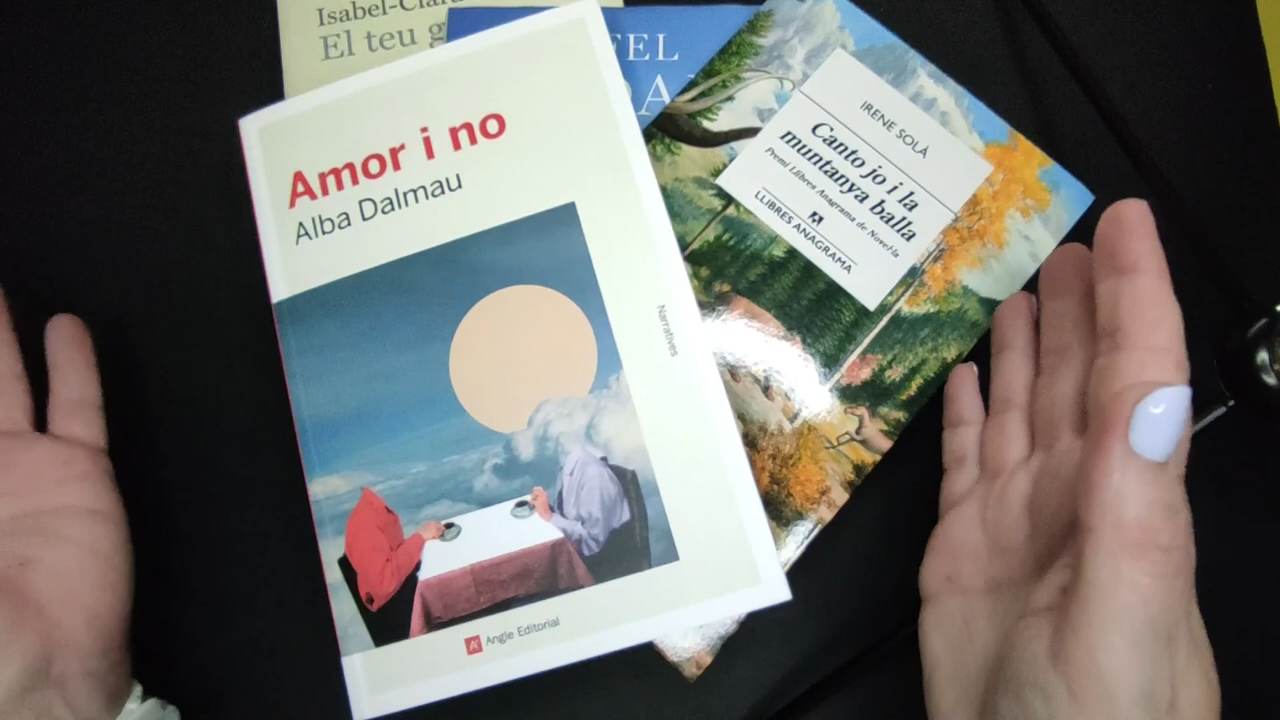 Isabel-Clara
El teu g
FEL
Amor i no
Alba Dalmau
Narratives
Angle Editorial
IRENE SOLÀ
Canto jo i la
muntanya balla
Premi Llibres Anagrama de Novel·la
LLIBRES ANAGRAMA